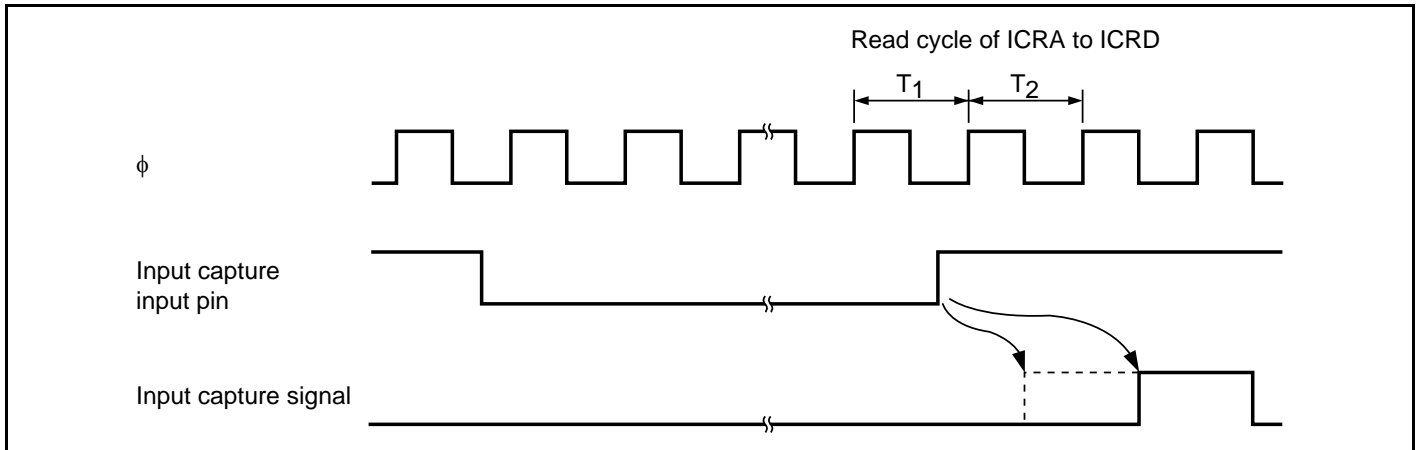 Read cycle of ICRA to ICRD
T1 T2
ϕ
Input capture
input pin
Input capture signal